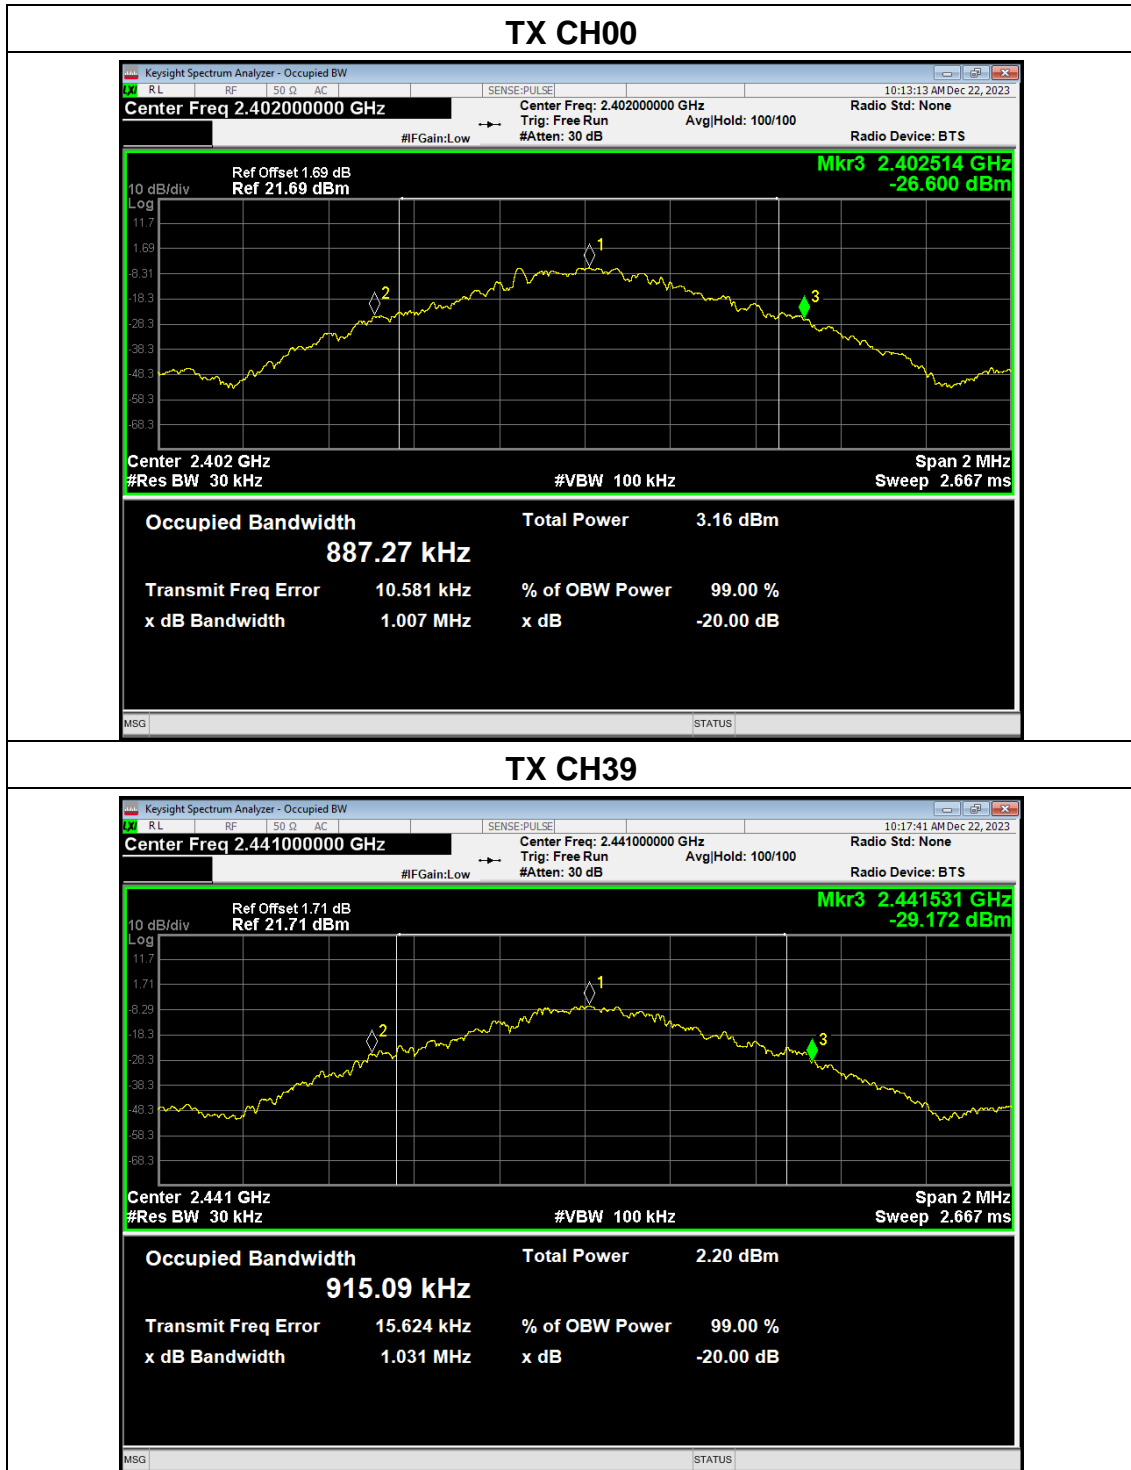 TX CH00
Keysight Spectrum Analyzer - Occupied BW
LXI RL RF 50 Ω AC SENSE:PULSE 10:13:13 AM Dec 22, 2023
Center Freq 2.402000000 GHz Center Freq: 2.402000000 GHz Radio Std: None
Trig: Free Run Avg|Hold: 100/100
#IFGain:Low #Atten: 30 dB Radio Device: BTS
Mkr3 2.402514 GHz
-26.600 dBm
Ref Offset 1.69 dB
10 dB/div Ref 21.69 dBm
Log
11.7
1.69
-8.31
-18.3
-28.3
-38.3
-48.3
-58.3
-68.3
1
2
3
Center 2.402 GHz Span 2 MHz
#Res BW 30 kHz #VBW 100 kHz Sweep 2.667 ms
Occupied Bandwidth Total Power 3.16 dBm
887.27 kHz
Transmit Freq Error 10.581 kHz % of OBW Power 99.00 %
x dB Bandwidth 1.007 MHz x dB -20.00 dB
MSG STATUS
TX CH39
Keysight Spectrum Analyzer - Occupied BW
LXI RL RF 50 Ω AC SENSE:PULSE 10:17:41 AM Dec 22, 2023
Center Freq 2.441000000 GHz Center Freq: 2.441000000 GHz Radio Std: None
Trig: Free Run Avg|Hold: 100/100
#IFGain:Low #Atten: 30 dB Radio Device: BTS
Mkr3 2.441531 GHz
-29.172 dBm
Ref Offset 1.71 dB
10 dB/div Ref 21.71 dBm
Log
11.7
1.71
-8.29
-18.3
-28.3
-38.3
-48.3
-58.3
-68.3
1
2
3
Center 2.441 GHz Span 2 MHz
#Res BW 30 kHz #VBW 100 kHz Sweep 2.667 ms
Occupied Bandwidth Total Power 2.20 dBm
915.09 kHz
Transmit Freq Error 15.624 kHz % of OBW Power 99.00 %
x dB Bandwidth 1.031 MHz x dB -20.00 dB
MSG STATUS